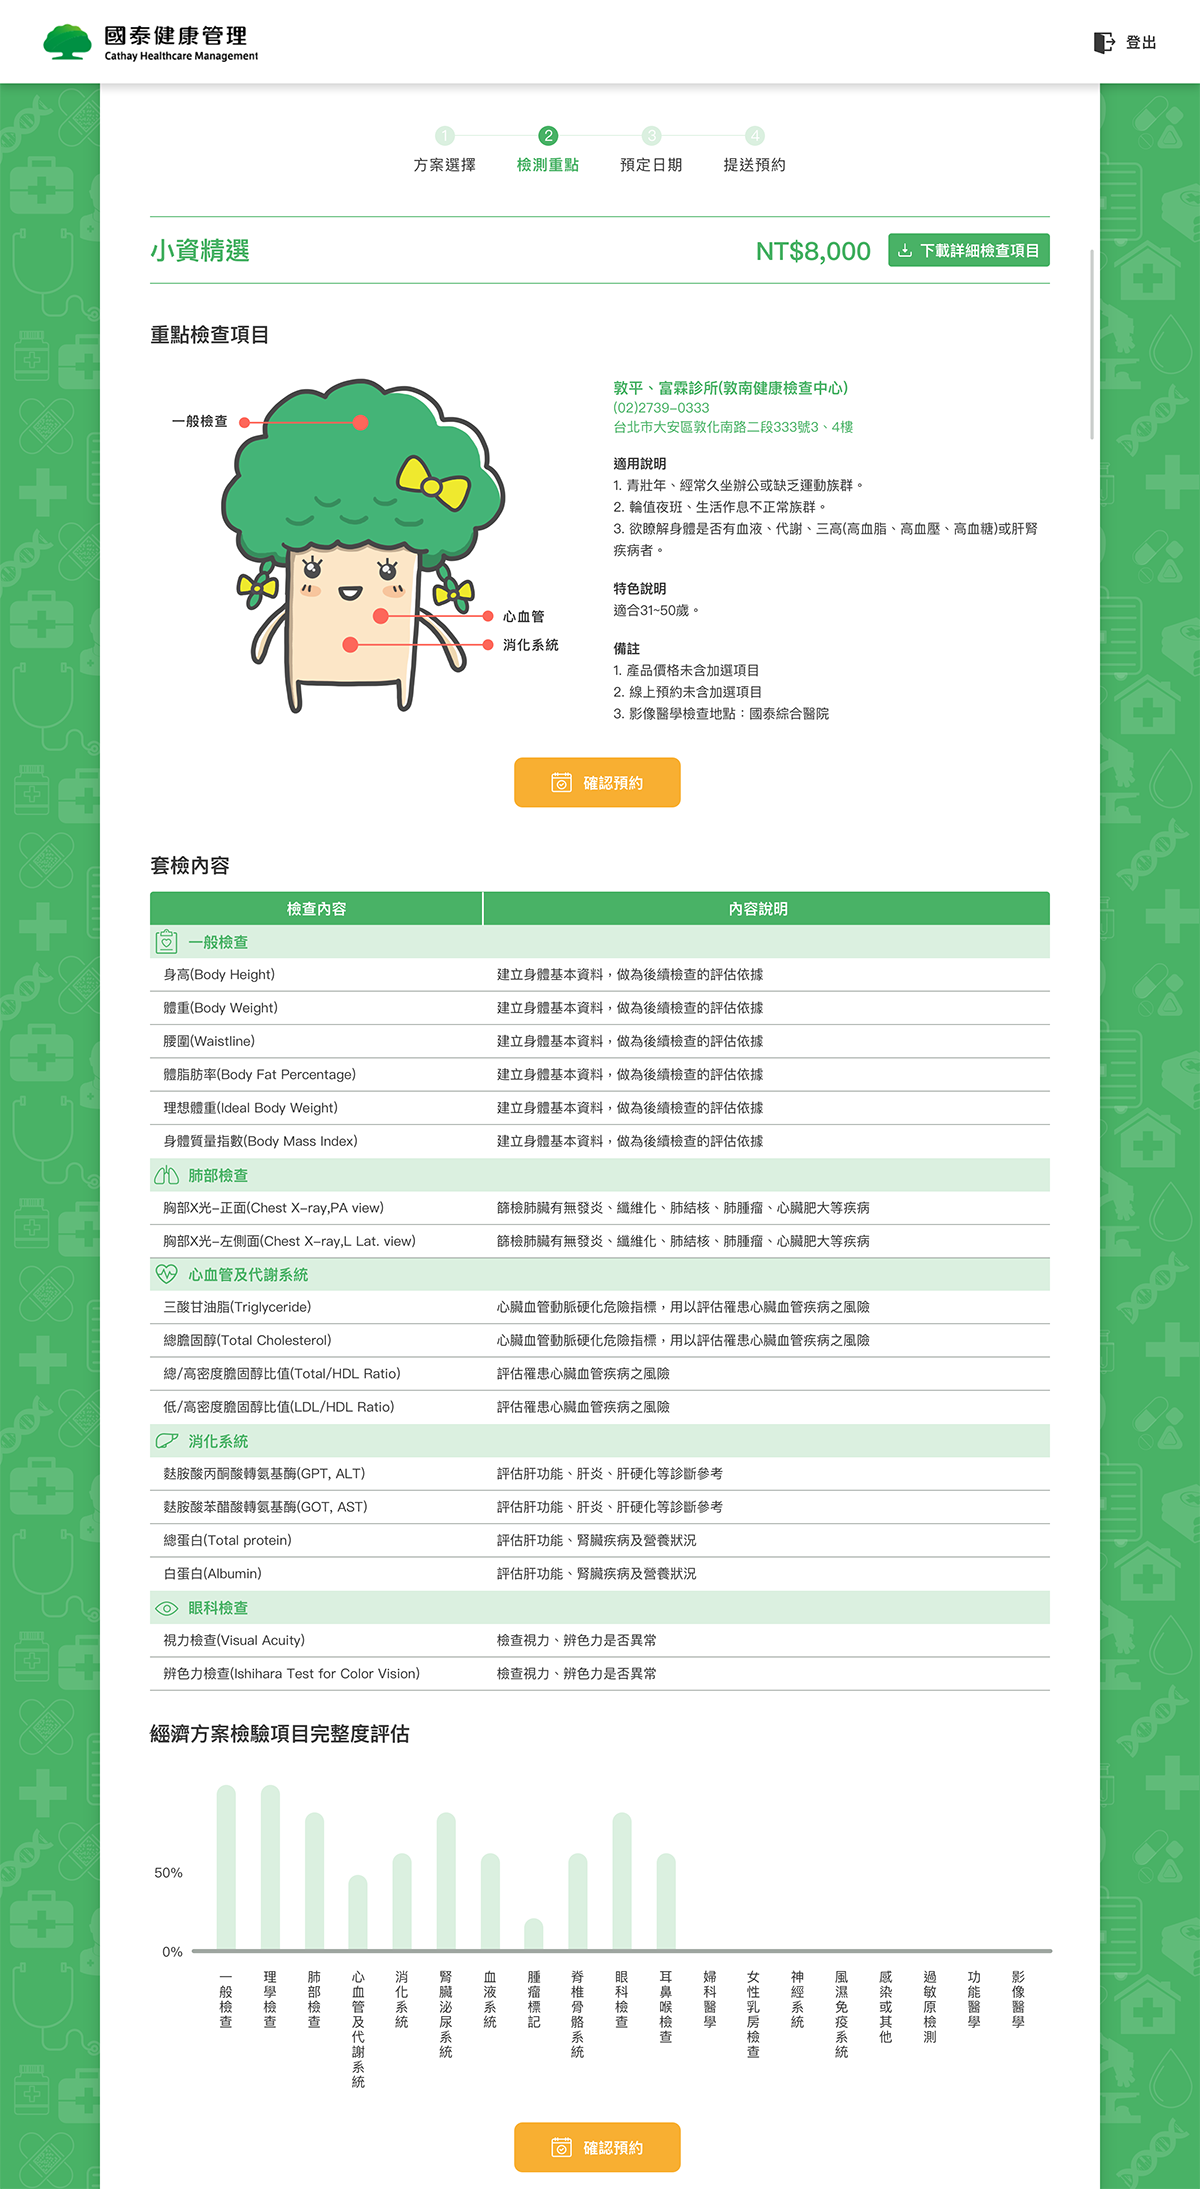 國泰健康管理
Cathay Healthcare Management
登出
1
2
3
4
方案選擇
檢測重點
預定日期
提送預約
小資精選
NT$8,000
下載詳細檢查項目
重點檢查項目
一般檢查
心血管
消化系統
敦平、富霖診所(敦南健康檢查中心)
(02)2739-0333
台北市大安區敦化南路二段333號3、4樓
適用說明
1. 青壯年、經常久坐辦公或缺乏運動族群。
2. 輪值夜班、生活作息不正常族群。
3. 欲瞭解身體是否有血液、代謝、三高(高血脂、高血壓、高血糖)或肝腎
疾病者。
特色說明
適合31~50歲。
備註
1. 產品價格未含加選項目
2. 線上預約未含加選項目
3. 影像醫學檢查地點：國泰綜合醫院
確認預約
套檢內容
檢查內容 內容說明
一般檢查
身高(Body Height) 建立身體基本資料，做為後續檢查的評估依據
體重(Body Weight) 建立身體基本資料，做為後續檢查的評估依據
腰圍(Waistline) 建立身體基本資料，做為後續檢查的評估依據
體脂肪率(Body Fat Percentage) 建立身體基本資料，做為後續檢查的評估依據
理想體重(Ideal Body Weight) 建立身體基本資料，做為後續檢查的評估依據
身體質量指數(Body Mass Index) 建立身體基本資料，做為後續檢查的評估依據
肺部檢查
胸部X光-正面(Chest X-ray,PA view) 篩檢肺臟有無發炎、纖維化、肺結核、肺腫瘤、心臟肥大等疾病
胸部X光-左側面(Chest X-ray,L Lat. view) 篩檢肺臟有無發炎、纖維化、肺結核、肺腫瘤、心臟肥大等疾病
心血管及代謝系統
三酸甘油脂(Triglyceride) 心臟血管動脈硬化危險指標，用以評估罹患心臟血管疾病之風險
總膽固醇(Total Cholesterol) 心臟血管動脈硬化危險指標，用以評估罹患心臟血管疾病之風險
總/高密度膽固醇比值(Total/HDL Ratio) 評估罹患心臟血管疾病之風險
低/高密度膽固醇比值(LDL/HDL Ratio) 評估罹患心臟血管疾病之風險
消化系統
麩胺酸丙酮酸轉氨基酶(GPT, ALT) 評估肝功能、肝炎、肝硬化等診斷參考
麩胺酸苯醋酸轉氨基酶(GOT, AST) 評估肝功能、肝炎、肝硬化等診斷參考
總蛋白(Total protein) 評估肝功能、腎臟疾病及營養狀況
白蛋白(Albumin) 評估肝功能、腎臟疾病及營養狀況
眼科檢查
視力檢查(Visual Acuity) 檢查視力、辨色力是否異常
辨色力檢查(Ishihara Test for Color Vision) 檢查視力、辨色力是否異常
經濟方案檢驗項目完整度評估
50%
0%
一般檢查
理學檢查
肺部檢查
心血管及代謝系統
消化系統
腎臟泌尿系統
血液系統
腫瘤標記
脊椎骨骼系統
眼科檢查
耳鼻喉檢查
婦科醫學
女性乳房檢查
神經系統
風濕免疫系統
感染或其他
過敏原檢測
功能醫學
影像醫學
確認預約